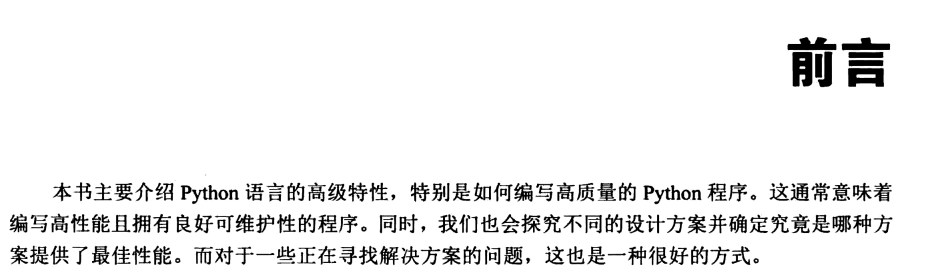 前言
本书主要介绍 Python 语言的高级特性，特别是如何编写高质量的 Python 程序。这通常意味着
编写高性能且拥有良好可维护性的程序。同时，我们也会探究不同的设计方案并确定究竟是哪种方
案提供了最佳性能。而对于一些正在寻找解决方案的问题，这也是一种很好的方式。